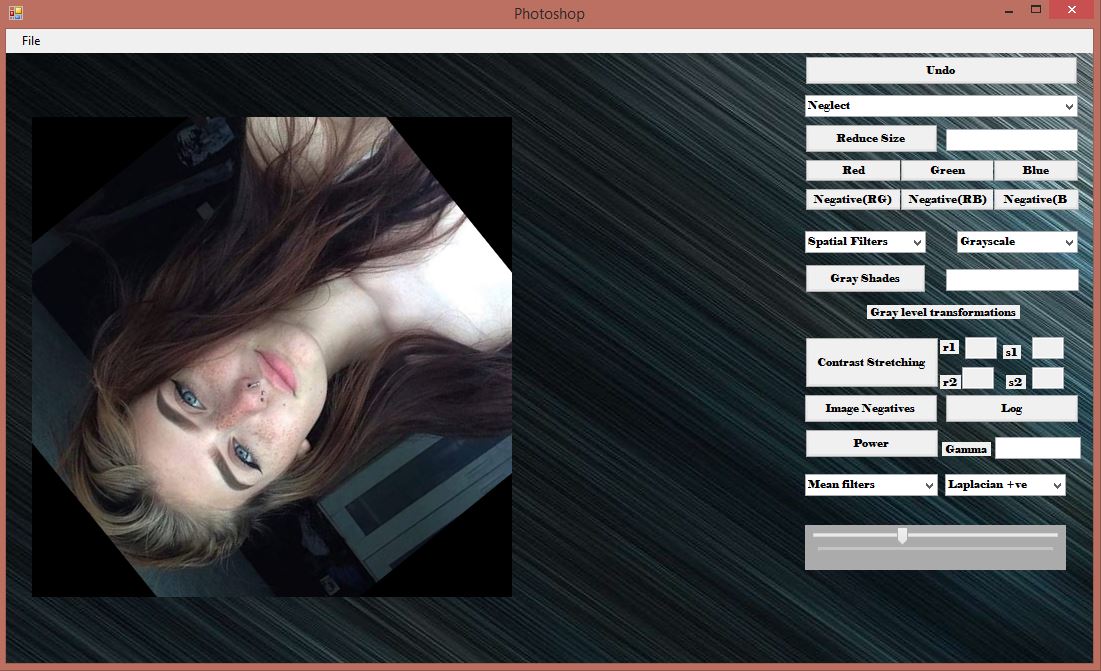 Photoshop
File
Undo
Neglect
Reduce Size
Red Green Blue
Negative(RG) Negative(RB) Negative(B
Spatial Filters Grayscale
Gray Shades
Gray level transformations
Contrast Stretching r1 s1
r2 s2
Image Negatives Log
Power Gamma
Mean filters Laplacian +ve